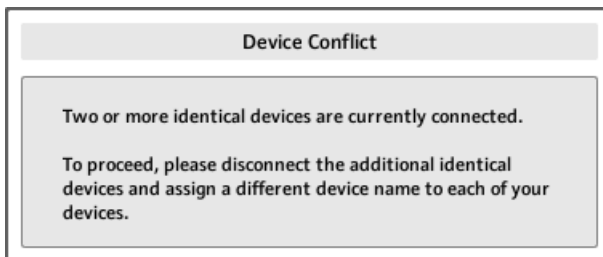 Device Conflict
Two or more identical devices are currently connected.
To proceed, please disconnect the additional identical
devices and assign a different device name to each of your
devices.